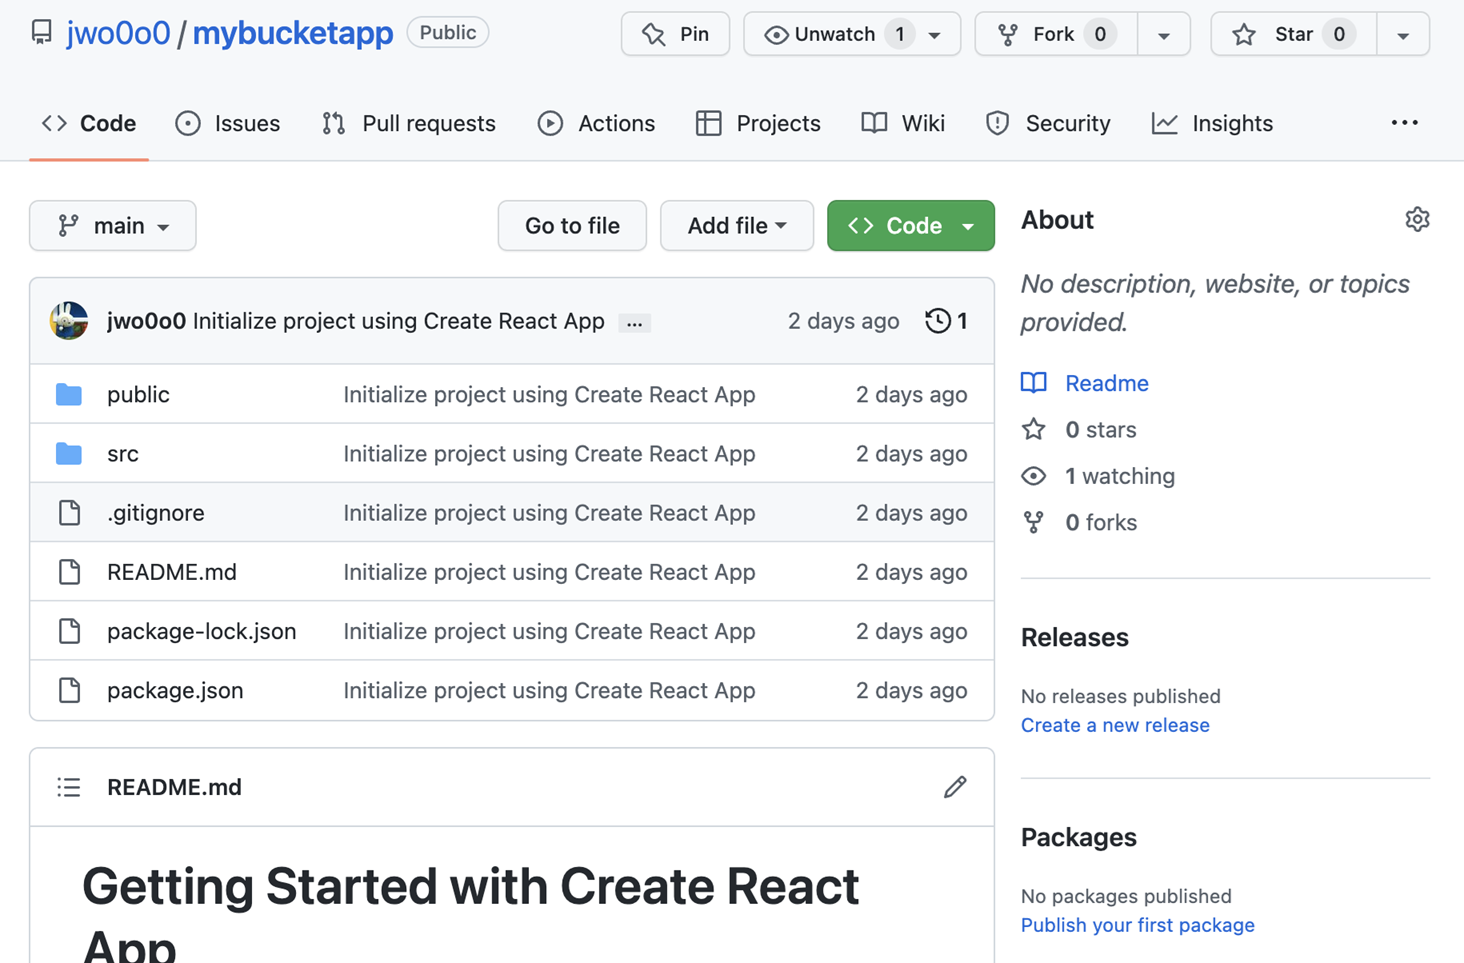 jwo0o0 / mybucketapp Public Pin Unwatch 1 Fork 0 Star 0
Code Issues Pull requests Actions Projects Wiki Security Insights
main Go to file Add file Code
jwo0o0 Initialize project using Create React App ... 2 days ago 1
public Initialize project using Create React App 2 days ago
src Initialize project using Create React App 2 days ago
.gitignore Initialize project using Create React App 2 days ago
README.md Initialize project using Create React App 2 days ago
package-lock.json Initialize project using Create React App 2 days ago
package.json Initialize project using Create React App 2 days ago
README.md
Getting Started with Create React
App
About
No description, website, or topics
provided.
Readme
0 stars
1 watching
0 forks
Releases
No releases published
Create a new release
Packages
No packages published
Publish your first package